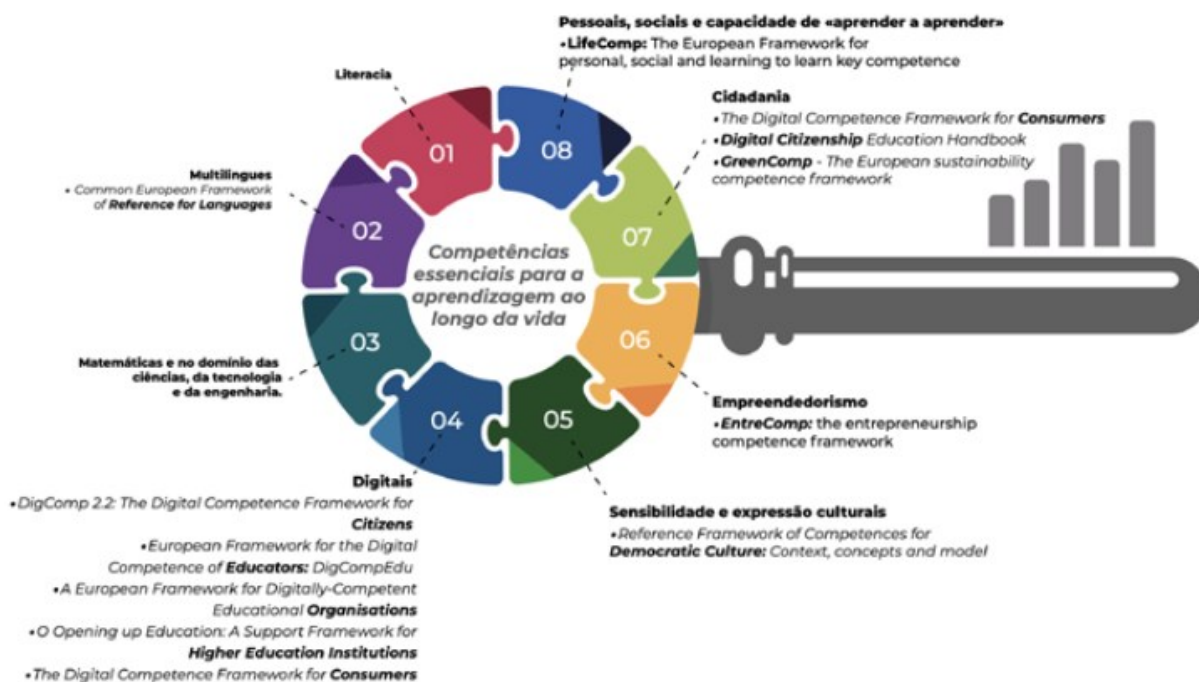 Pessoais, sociais e capacidade de «aprender a aprender»
•LifeComp: The European Framework for
personal, social and learning to learn key competence
Literacia
Cidadania
•The Digital Competence Framework for Consumers
•Digital Citizenship Education Handbook
•GreenComp - The European sustainability
competence framework
Multilingues
• Common European Framework
of Reference for Languages
01
08
02
07
Competências
essenciais para a
aprendizagem ao
longo da vida
03
06
04
05
Matemáticas e no domínio das
ciências, da tecnologia
e da engenharia.
Empreendedorismo
•EntreComp: the entrepreneurship
competence framework
Digitais
•DigComp 2.2: The Digital Competence Framework for
Citizens
•European Framework for the Digital
Competence of Educators: DigCompEdu
•A European Framework for Digitally-Competent
Educational Organisations
•O Opening up Education: A Support Framework for
Higher Education Institutions
•The Digital Competence Framework for Consumers
Sensibilidade e expressão culturais
•Reference Framework of Competences for
Democratic Culture: Context, concepts and model